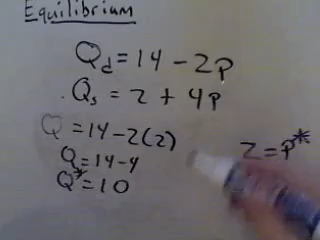 Equilibrium
Qd = 14 - 2p
Qs = 2 + 4p
Q = 14 - 2(2)
Q = 14 - 4
Q* = 10
2 = P*